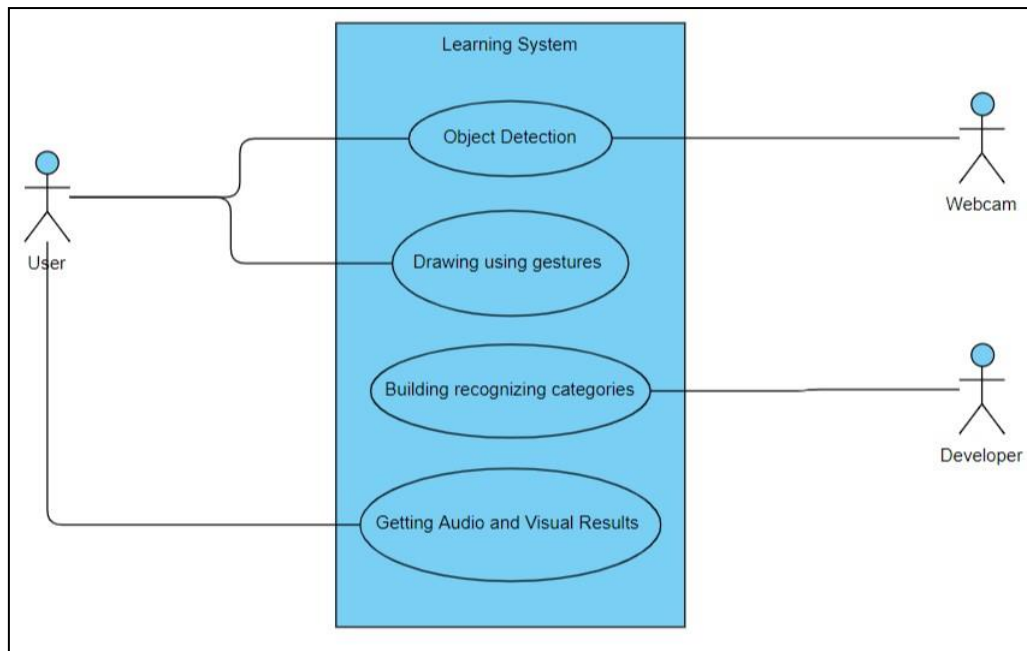 Learning System
Object Detection
Webcam
User
Drawing using gestures
Building recognizing categories
Developer
Getting Audio and Visual Results